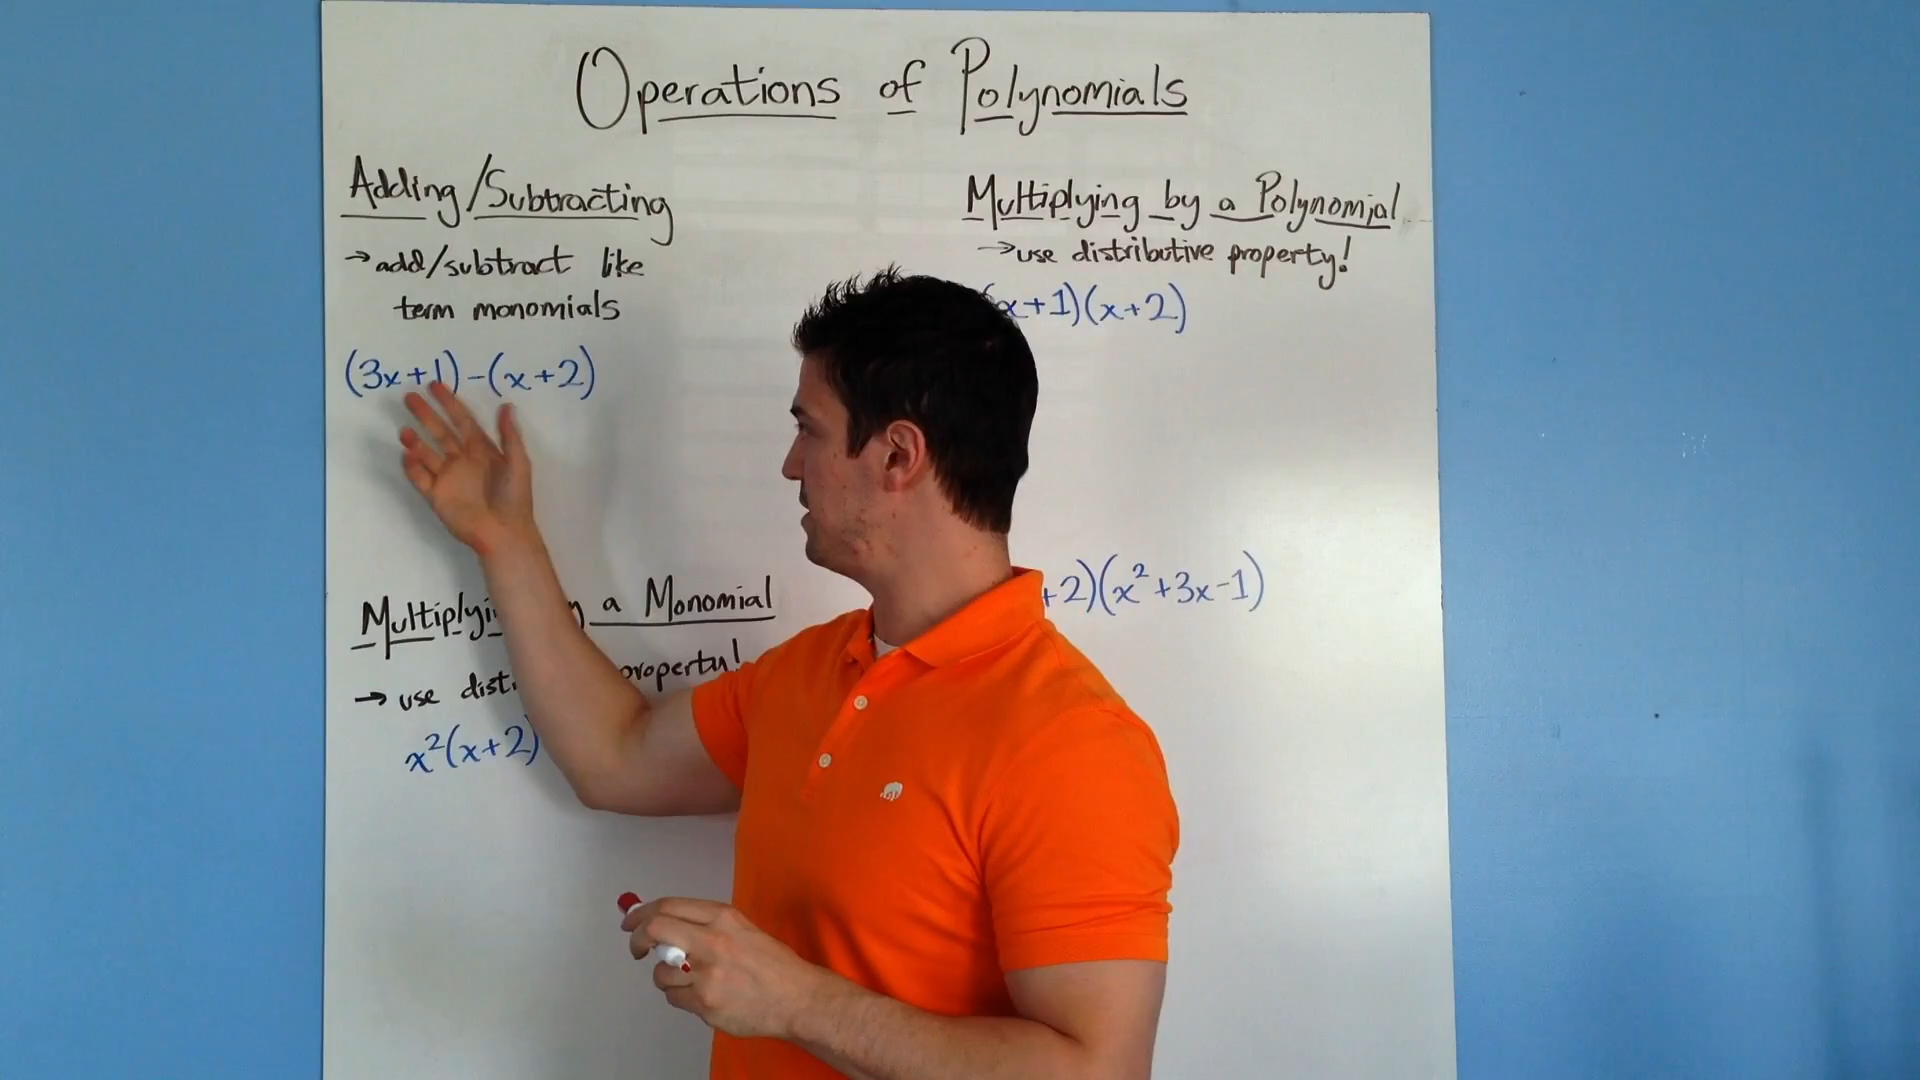 Operations of Polynomials
Adding/Subtracting
→ add/subtract like
term monomials
(3x+1)-(x+2)
Multiplying by a Polynomial
→ use distributive property!
x+1)(x+2)
+2)(x²+3x-1)
a Monomial
→ use property!
x²(x+2)